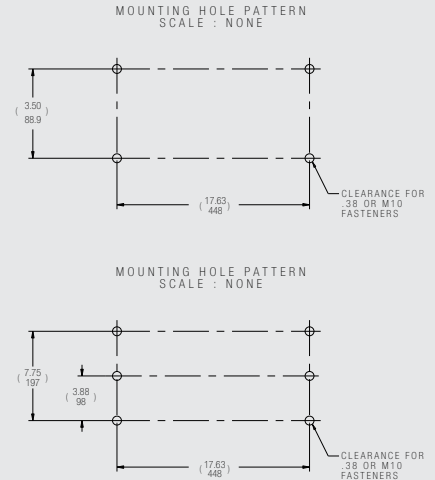 MOUNTING HOLE PATTERN
SCALE : NONE
( 3.50 )
88.9
( 17.63 )
448
CLEARANCE FOR
.38 OR M10
FASTENERS
MOUNTING HOLE PATTERN
SCALE : NONE
( 7.75 )
197
( 3.88 )
98
( 17.63 )
448
CLEARANCE FOR
.38 OR M10
FASTENERS